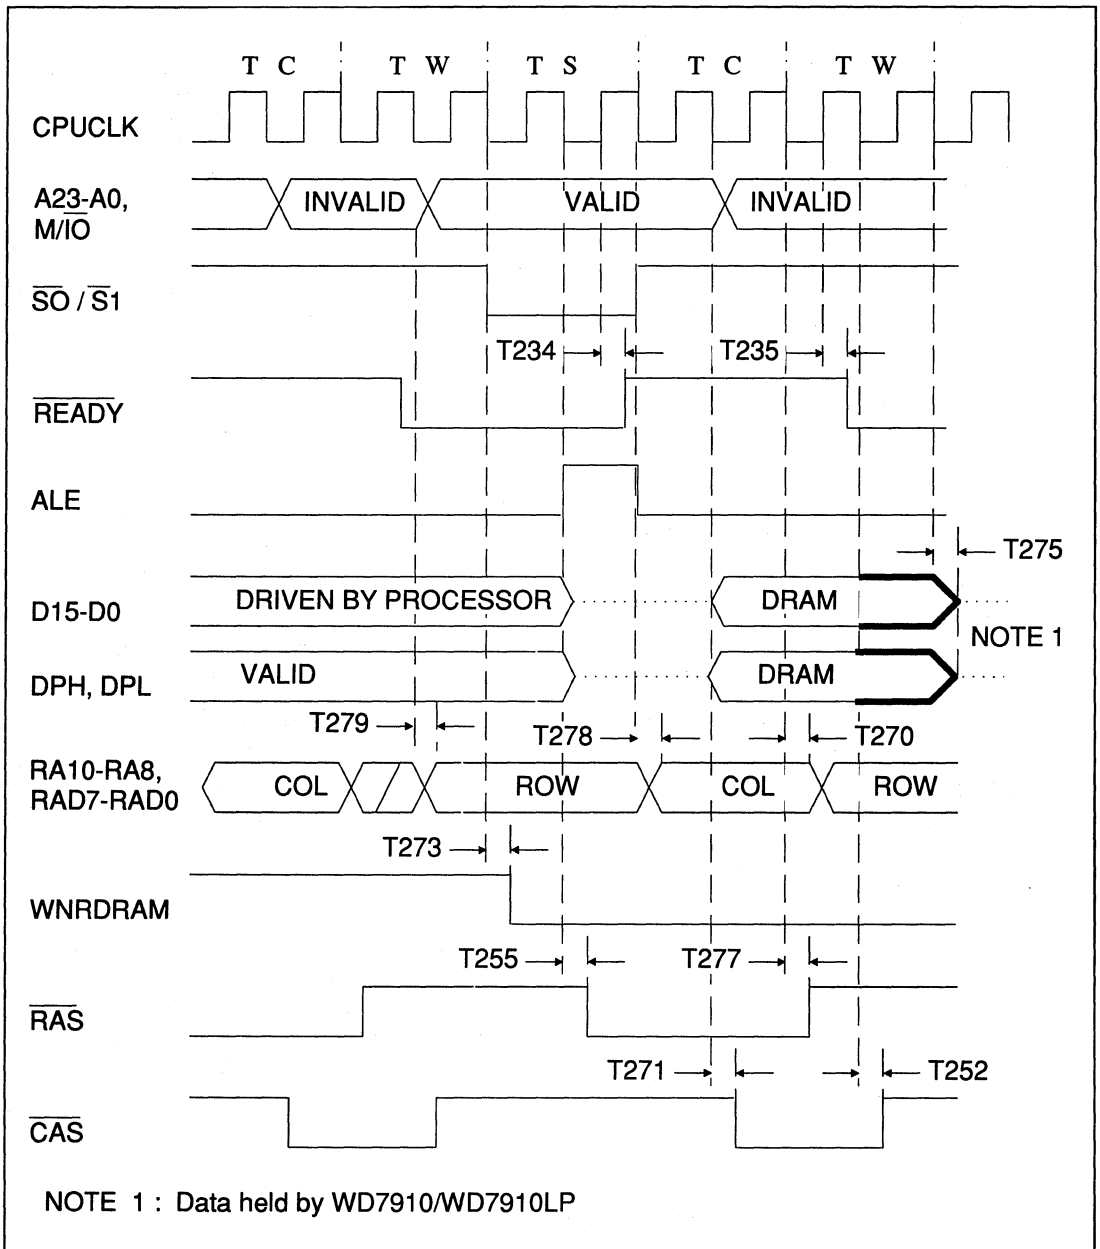 T C T W T S T C T W
CPUCLK
A23-A0,
M/IO
INVALID VALID INVALID
SO / S1
T234 T235
READY
ALE
T275
D15-D0
DRIVEN BY PROCESSOR DRAM
NOTE 1
DPH, DPL
VALID DRAM
T279 T278 T270
RA10-RA8,
RAD7-RAD0
COL ROW COL ROW
T273
WNRDRAM
T255 T277
RAS
T271 T252
CAS
NOTE 1 : Data held by WD7910/WD7910LP